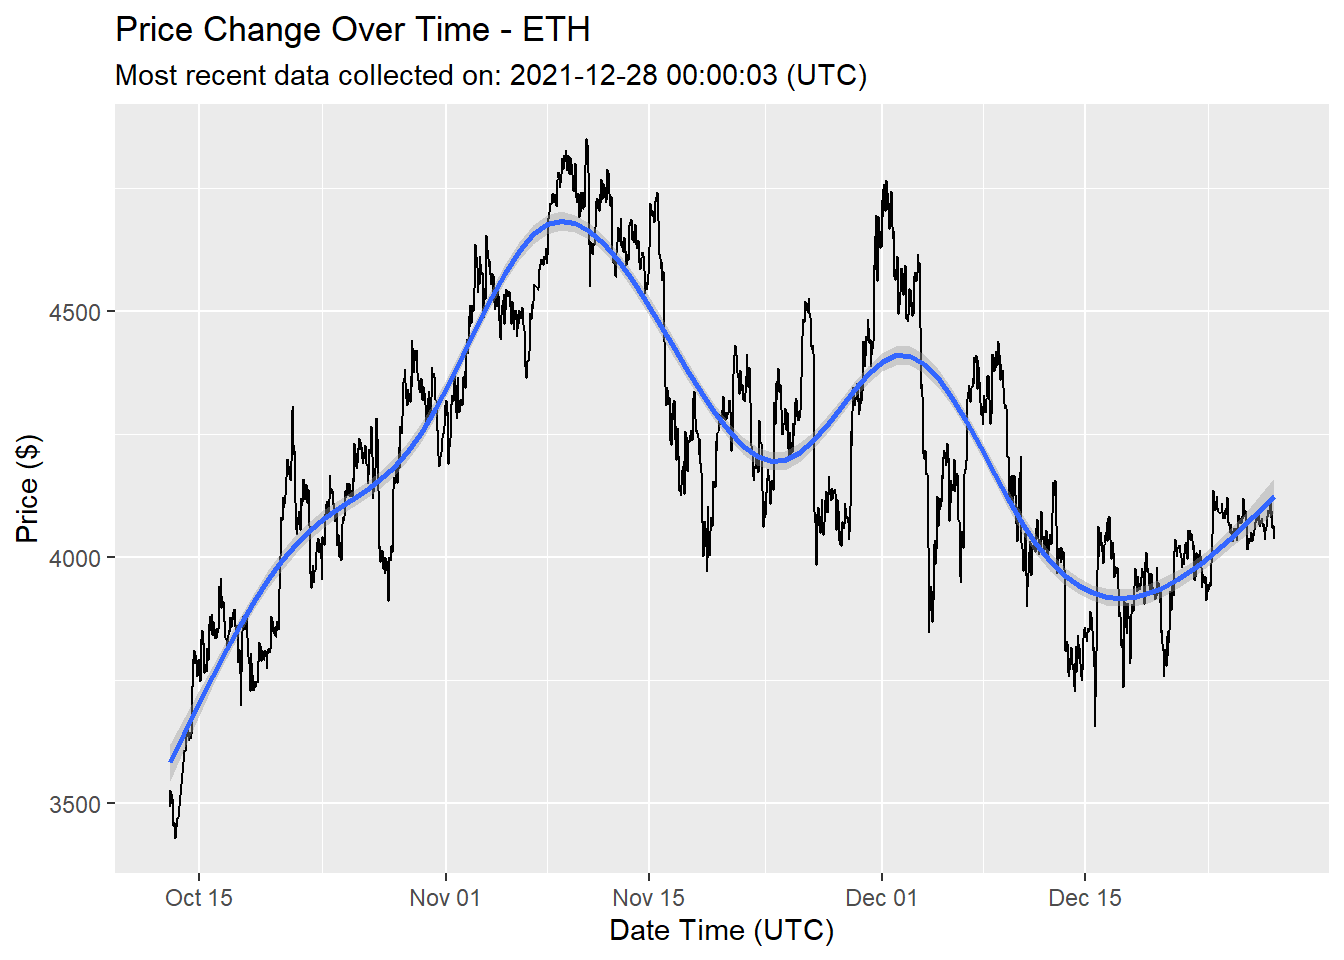 Price Change Over Time - ETH
Most recent data collected on: 2021-12-28 00:00:03 (UTC)
Price ($)
4500
4000
3500
Oct 15
Nov 01
Nov 15
Dec 01
Dec 15
Date Time (UTC)